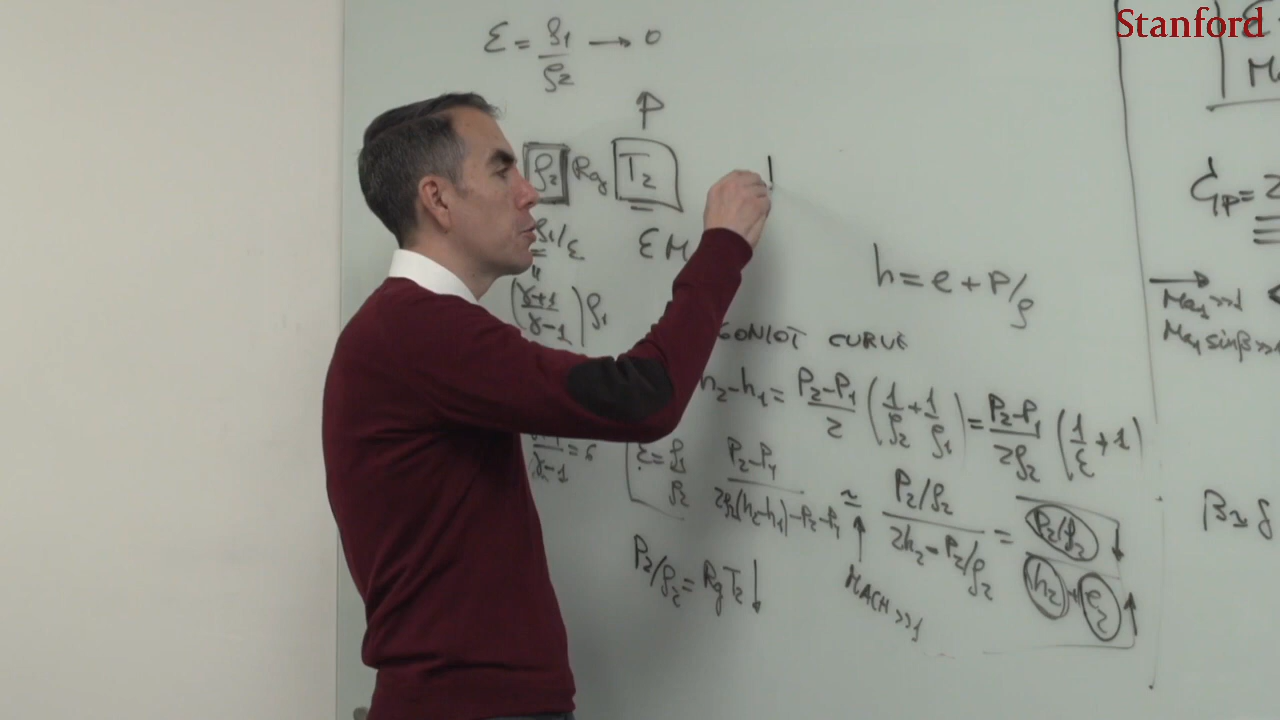 Stanford
ε = ρ1/ρ2 → 0
P
ρ2 Rg T2
ρ1/ε
ε M
(γ+1/γ-1) ρ1
h = e + P/ρ
GONIOT CURVE
h2-h1 = P2-P1/2 (1/ρ2 + 1/ρ1) = P2-P1/2ρ2 (1/ε + 1)
γ-1 = 6
ε = ρ1/ρ2
P2-P1/2ρ2(h2-h1)-P2-P1 ≃ P2/ρ2/2h2-P2/ρ2 = P2/ρ2 ↓/h2+e2 ↑
P2/ρ2 = Rg T2 ↓
MACH >>1
ε
Ma
Cp = 2
Ma1 >>1
Ma1 sinβ >>
β ≃ δ